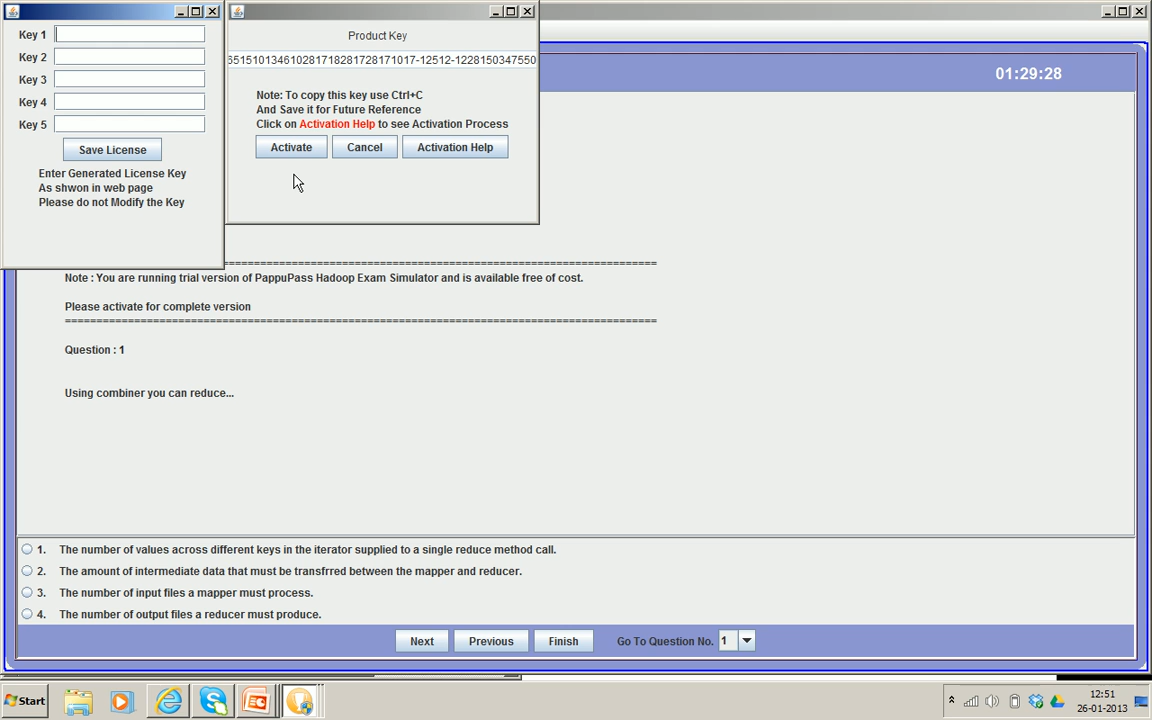 Key 1
Key 2
Key 3
Key 4
Key 5
Save License
Enter Generated License Key
As shwon in web page
Please do not Modify the Key
Product Key
651510134610281718281728171017-12512-1228150347550
Note: To copy this key use Ctrl+C
And Save it for Future Reference
Click on Activation Help to see Activation Process
Activate Cancel Activation Help
01:29:28
====================================================================
Note : You are running trial version of PappuPass Hadoop Exam Simulator and is available free of cost.
Please activate for complete version
==============================================================================================
Question : 1
Using combiner you can reduce...
1. The number of values across different keys in the iterator supplied to a single reduce method call.
2. The amount of intermediate data that must be transfrred between the mapper and reducer.
3. The number of input files a mapper must process.
4. The number of output files a reducer must produce.
Next Previous Finish Go To Question No. 1
Start
12:51
26-01-2013